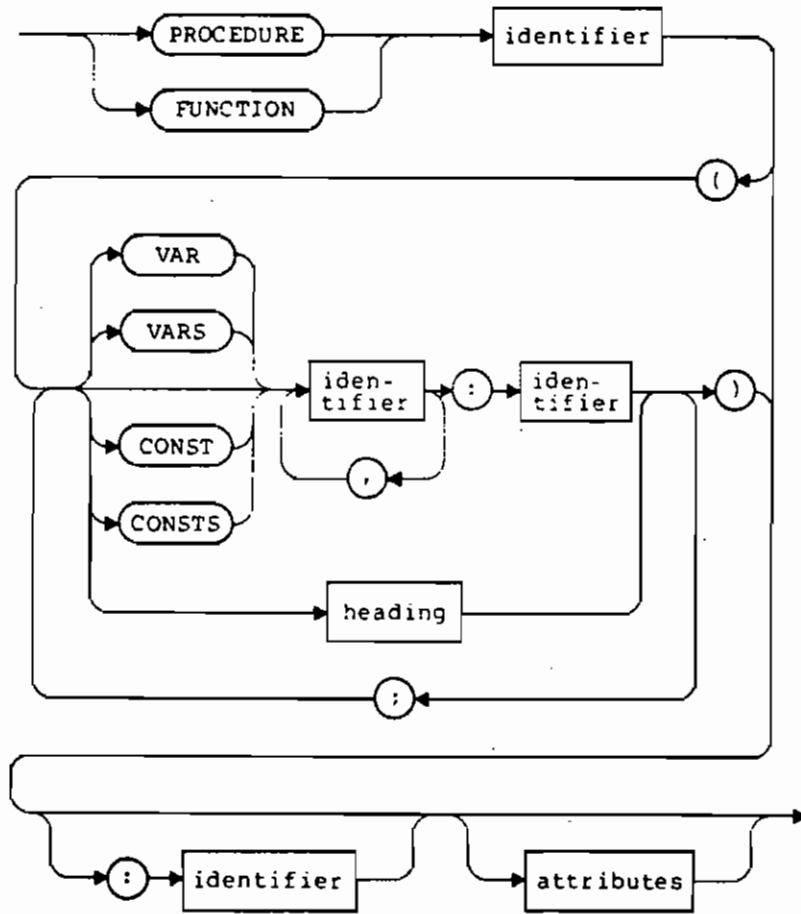 PROCEDURE
identifier
FUNCTION
(
VAR
VARS
iden-
tifier
:
iden-
tifier
)
CONST
,
CONSTS
heading
;
:
identifier
attributes